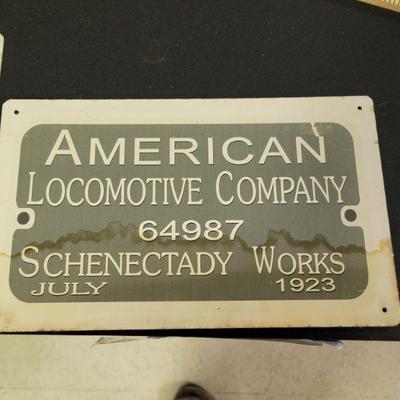 AMERICAN
LOCOMOTIVE COMPANY
64987
SCHENECTADY WORKS
JULY 1923